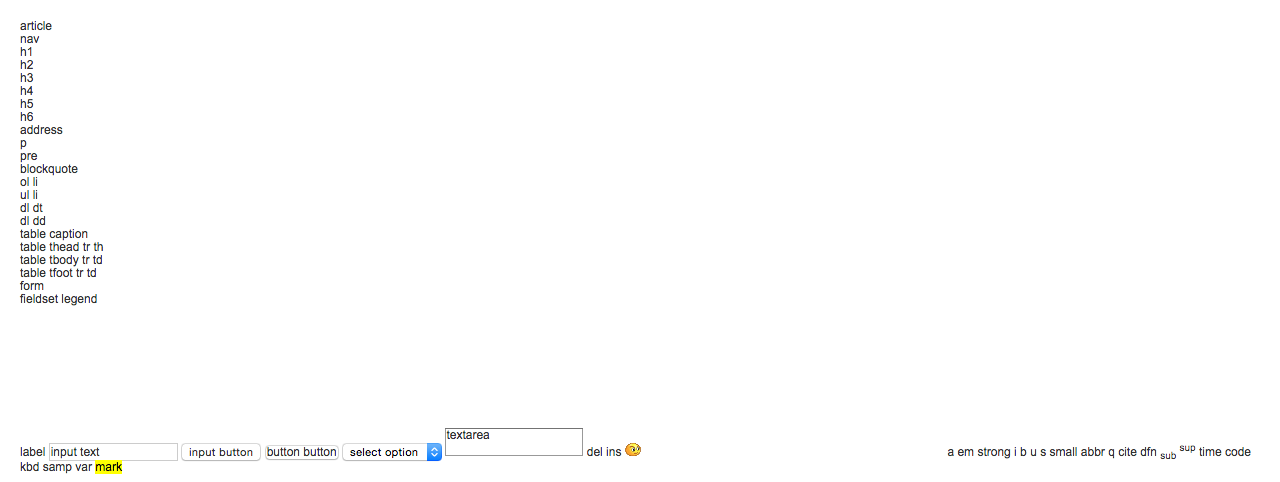 article
nav
h1
h2
h3
h4
h5
h6
address
p
pre
blockquote
ol li
ul li
dl dt
dl dd
table caption
table thead tr th
table tbody tr td
table tfoot tr td
form
fieldset legend
label input text input button button button select option textarea del ins a em strong i b u s small abbr q cite dfn sub sup time code
kbd samp var mark